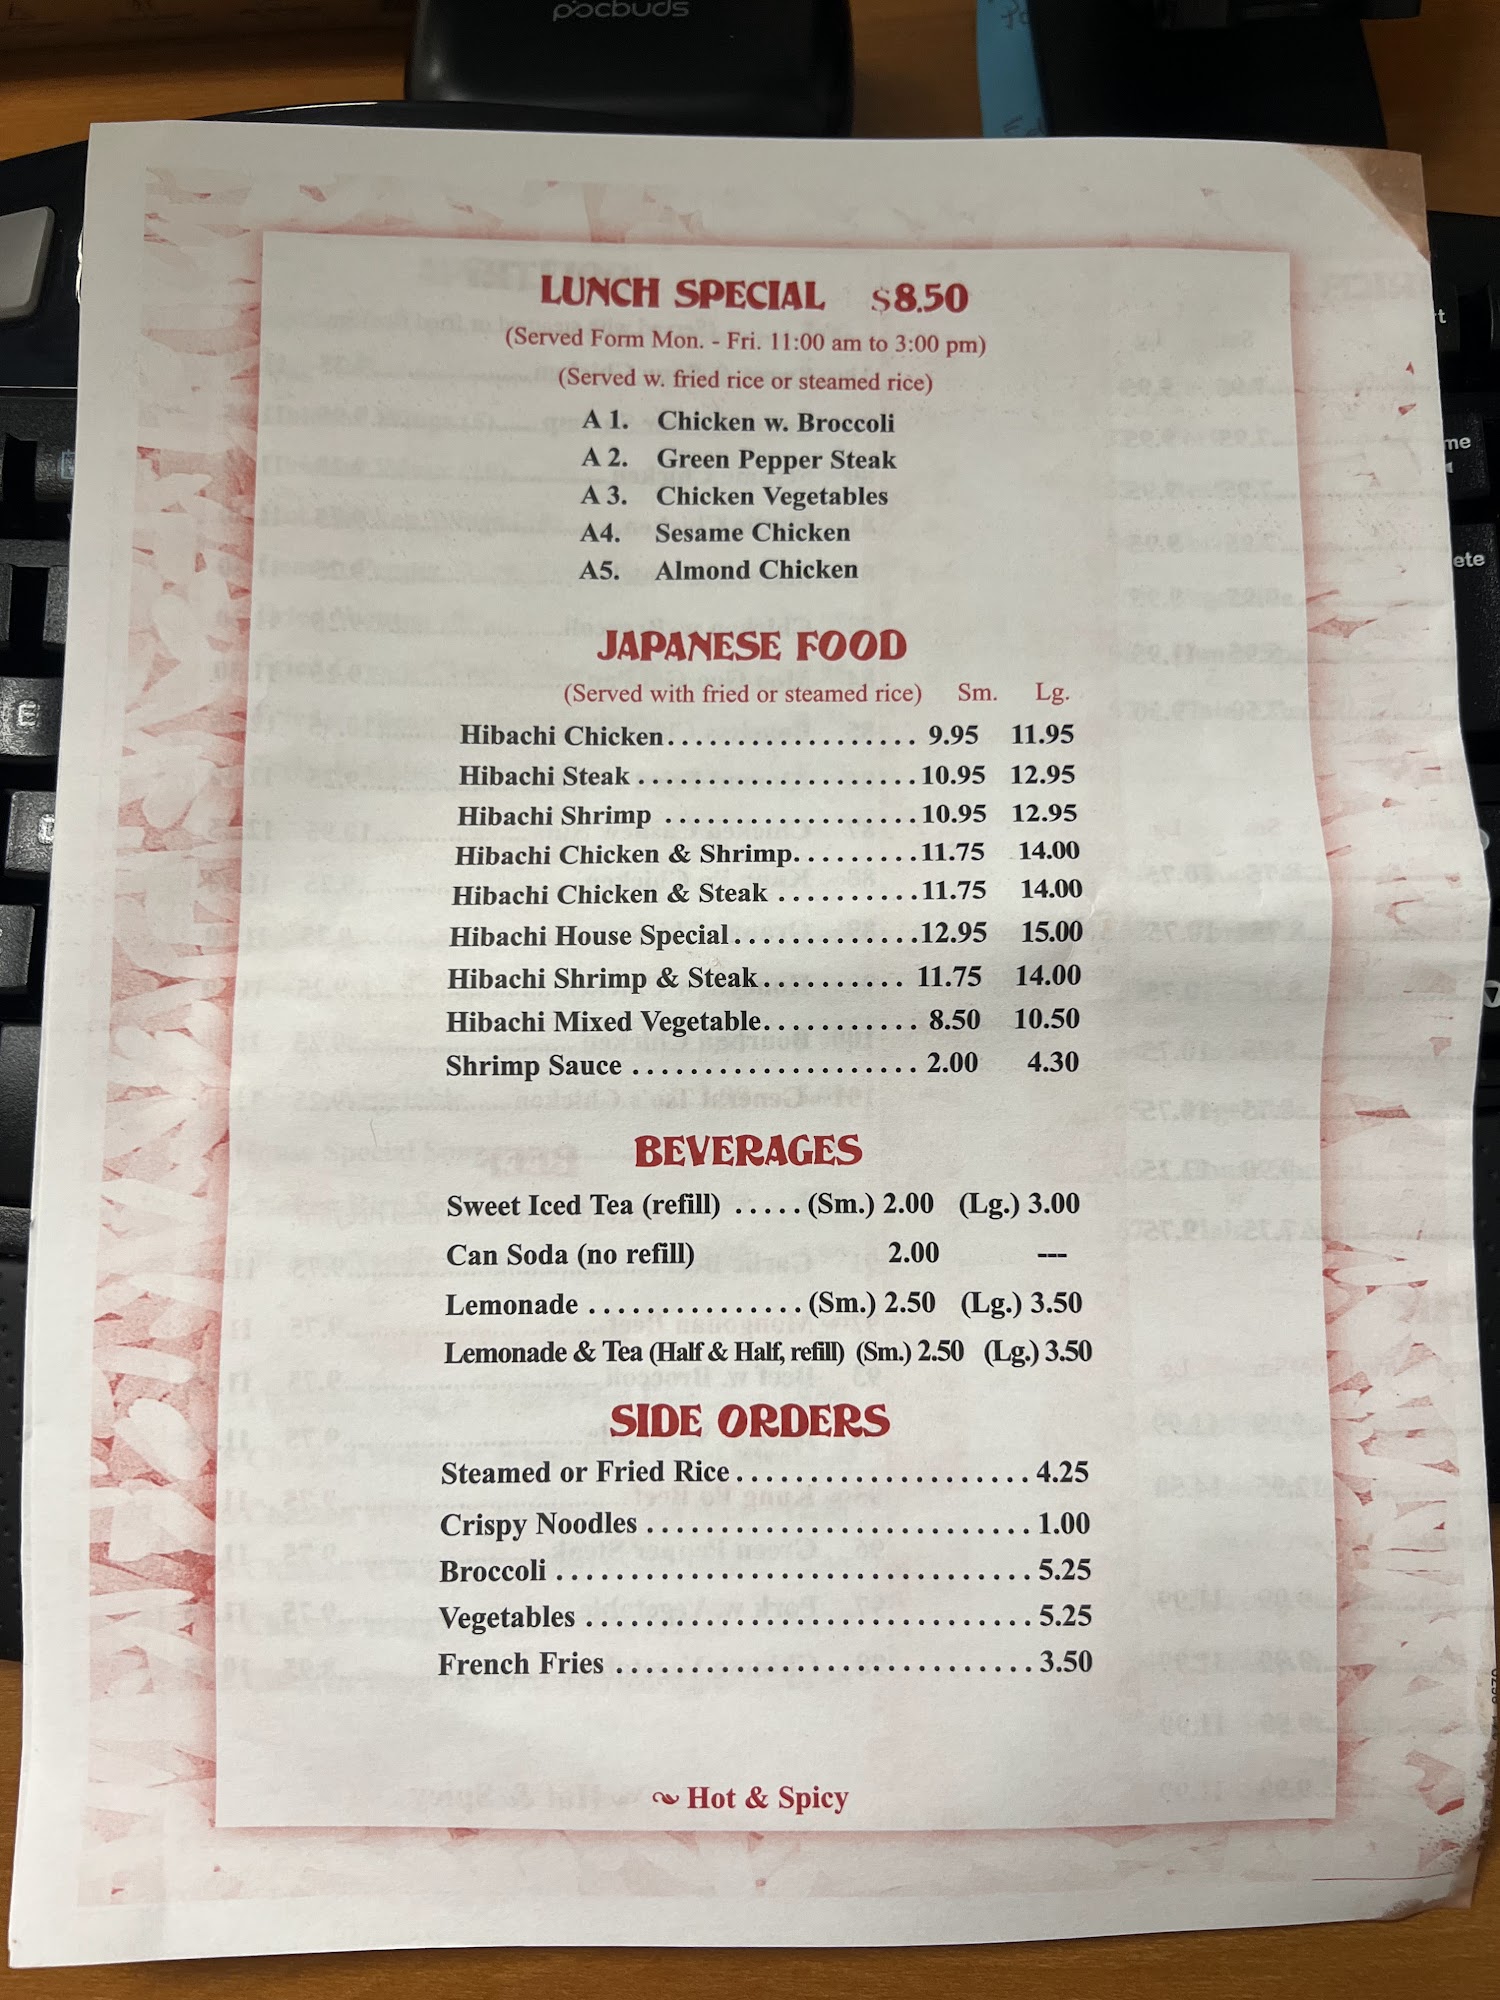 pocbuds
LUNCH SPECIAL $8.50
(Served Form Mon. - Fri. 11:00 am to 3:00 pm)
(Served w. fried rice or steamed rice)
A 1. Chicken w. Broccoli
A 2. Green Pepper Steak
A 3. Chicken Vegetables
A4. Sesame Chicken
A5. Almond Chicken
JAPANESE FOOD
(Served with fried or steamed rice) Sm. Lg.
Hibachi Chicken.................. 9.95 11.95
Hibachi Steak ....................10.95 12.95
Hibachi Shrimp ..................10.95 12.95
Hibachi Chicken & Shrimp.........11.75 14.00
Hibachi Chicken & Steak ..........11.75 14.00
Hibachi House Special.............12.95 15.00
Hibachi Shrimp & Steak.......... 11.75 14.00
Hibachi Mixed Vegetable........... 8.50 10.50
Shrimp Sauce .................... 2.00 4.30
BEVERAGES
Sweet Iced Tea (refill) .....(Sm.) 2.00 (Lg.) 3.00
Can Soda (no refill) 2.00 ---
Lemonade ...............(Sm.) 2.50 (Lg.) 3.50
Lemonade & Tea (Half & Half, refill) (Sm.) 2.50 (Lg.) 3.50
SIDE ORDERS
Steamed or Fried Rice.....................4.25
Crispy Noodles ...........................1.00
Broccoli .................................5.25
Vegetables ...............................5.25
French Fries .............................3.50
Hot & Spicy